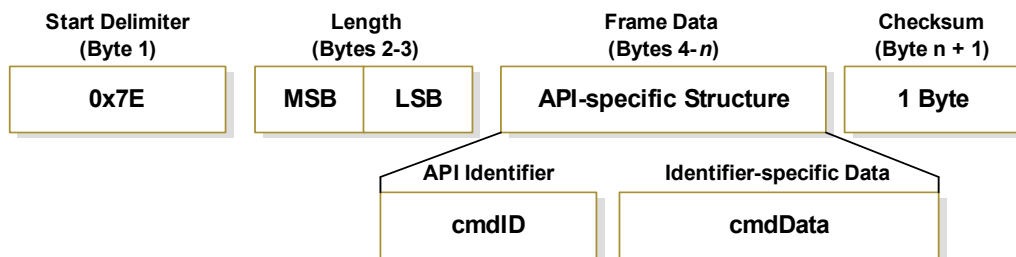 Start Delimiter
(Byte 1)
Length
(Bytes 2-3)
Frame Data
(Bytes 4-n)
Checksum
(Byte n + 1)
0x7E
MSB
LSB
API-specific Structure
1 Byte
API Identifier
Identifier-specific Data
cmdID
cmdData